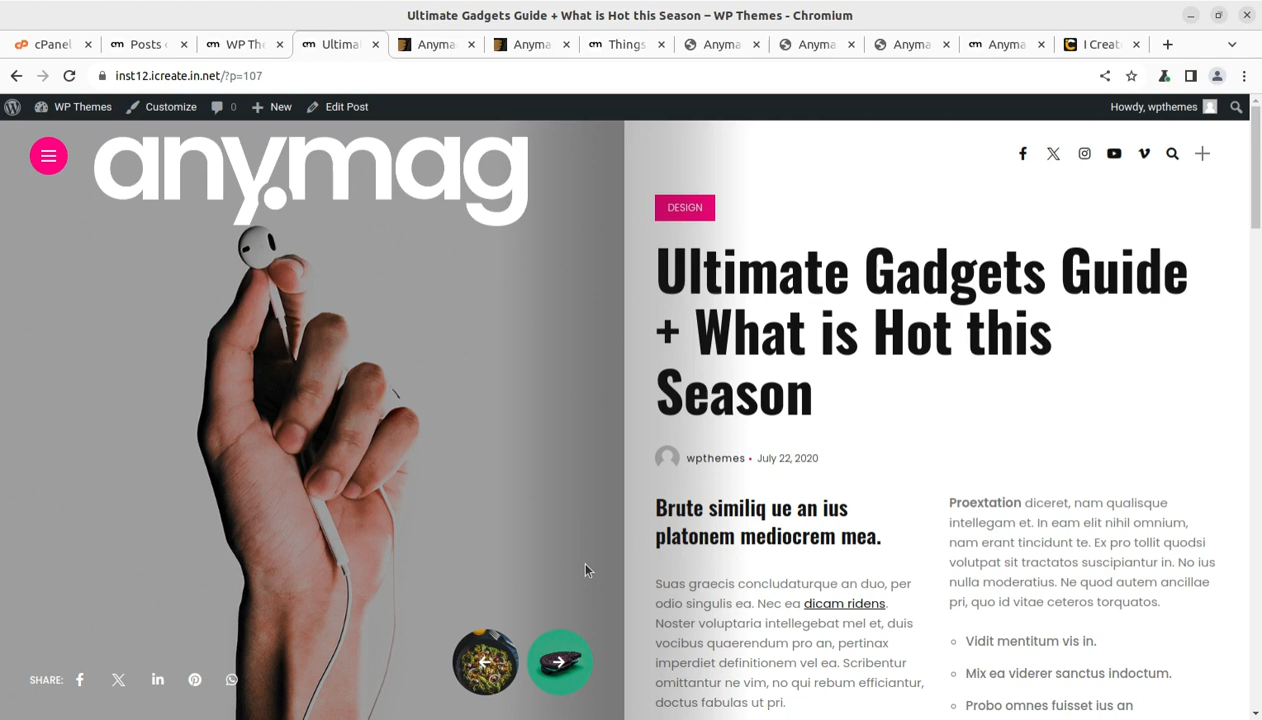 Ultimate Gadgets Guide + What is Hot this Season – WP Themes - Chromium
cPanel
Posts ‹
WP The
Ultima
Anyma
Anyma
Things
Anyma
Anyma
Anyma
Anyma
I Creat
inst12.icreate.in.net/?p=107
WP Themes
Customize
0
New
Edit Post
Howdy, wpthemes
anymag
DESIGN
Ultimate Gadgets Guide
+ What is Hot this
Season
wpthemes • July 22, 2020
Brute similiq ue an ius
platonem mediocrem mea.
Suas graecis concludaturque an duo, per
odio singulis ea. Nec ea dicam ridens.
Noster voluptaria intellegebat mel et, duis
vocibus quaerendum pro an, pertinax
imperdiet definitionem vel ea. Scribentur
omittantur ne vim, no qui rebum efficiantur,
doctus fabulas ut pri.
Proextation diceret, nam qualisque
intellegam et. In eam elit nihil omnium,
nam erant tincidunt te. Ex pro tollit quodsi
volutpat sit tractatos suscipiantur in. No ius
nulla moderatius. Ne quod autem ancillae
pri, quo id vitae ceteros torquatos.
Vidit mentitum vis in.
Mix ea viderer sanctus indoctum.
Probo omnes fuisset ius an
SHARE: